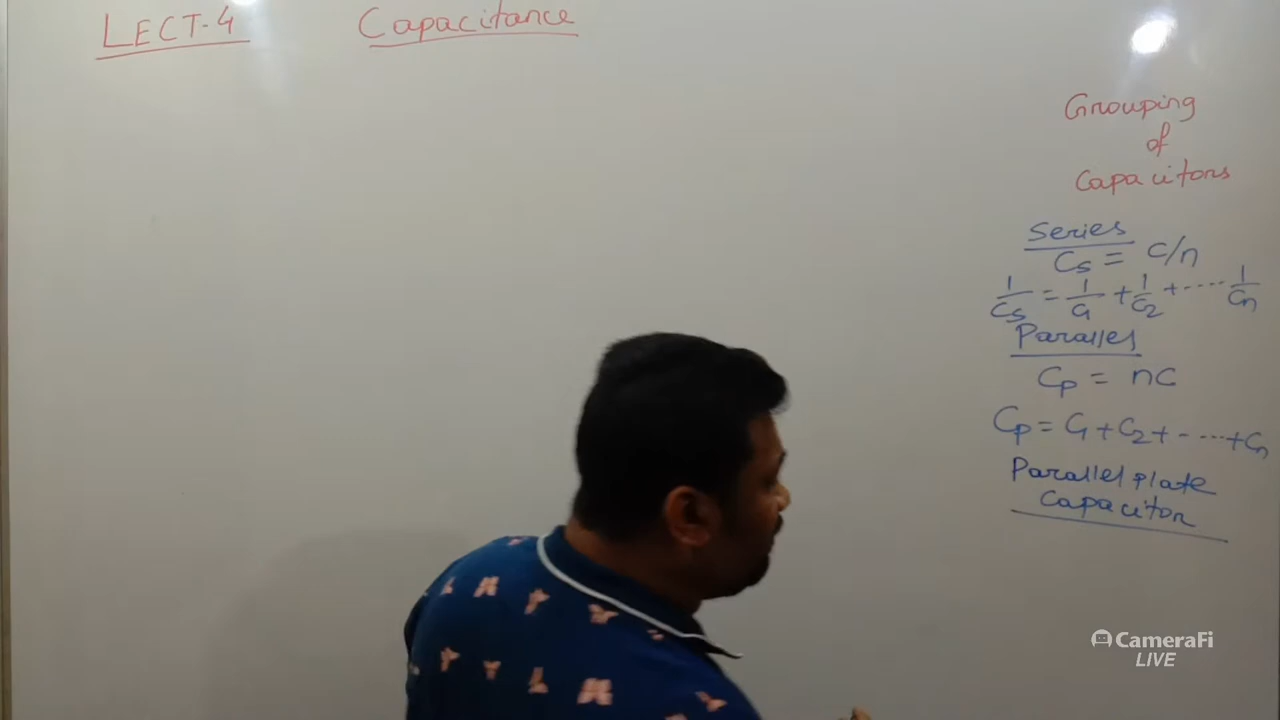 LECT-4 Capacitance
Grouping
of
Capacitors
Series
Cs = C/n
1/Cs = 1/C1 + 1/C2 + ---- 1/Cn
Parallel
Cp = nC
Cp = C1 + C2 + - ---- + Cn
Parallel plate
Capacitor
CameraFi
LIVE